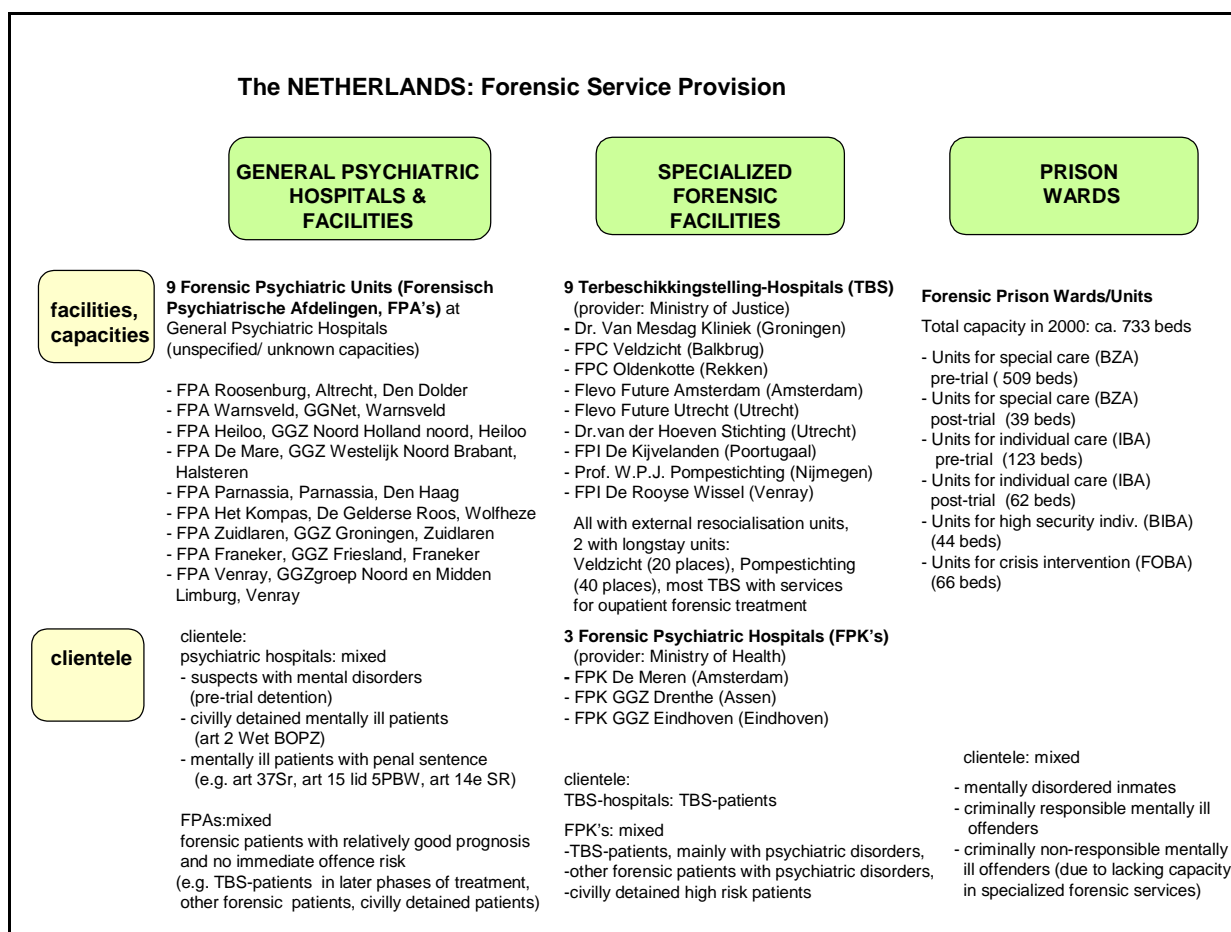 The NETHERLANDS: Forensic Service Provision
GENERAL PSYCHIATRIC
HOSPITALS &
FACILITIES
SPECIALIZED
FORENSIC
FACILITIES
PRISON
WARDS
facilities,
capacities
9 Forensic Psychiatric Units (Forensisch
Psychiatrische Afdelingen, FPA's) at
General Psychiatric Hospitals
(unspecified/ unknown capacities)
- FPA Roosenburg, Altrecht, Den Dolder
- FPA Warnsveld, GGNet, Warnsveld
- FPA Heiloo, GGZ Noord Holland noord, Heiloo
- FPA De Mare, GGZ Westelijk Noord Brabant,
Halsteren
- FPA Parnassia, Parnassia, Den Haag
- FPA Het Kompas, De Gelderse Roos, Wolfheze
- FPA Zuidlaren, GGZ Groningen, Zuidlaren
- FPA Franeker, GGZ Friesland, Franeker
- FPA Venray, GGZgroep Noord en Midden
Limburg, Venray
9 Terbeschikkingstelling-Hospitals (TBS)
(provider: Ministry of Justice)
- Dr. Van Mesdag Kliniek (Groningen)
- FPC Veldzicht (Balkbrug)
- FPC Oldenkotte (Rekken)
- Flevo Future Amsterdam (Amsterdam)
- Flevo Future Utrecht (Utrecht)
- Dr.van der Hoeven Stichting (Utrecht)
- FPI De Kijvelanden (Poortugaal)
- Prof. W.P.J. Pompestichting (Nijmegen)
- FPI De Rooyse Wissel (Venray)
All with external resocialisation units,
2 with longstay units:
Veldzicht (20 places), Pompestichting
(40 places), most TBS with services
for oupatient forensic treatment
Forensic Prison Wards/Units
Total capacity in 2000: ca. 733 beds
- Units for special care (BZA)
pre-trial ( 509 beds)
- Units for special care (BZA)
post-trial (39 beds)
- Units for individual care (IBA)
pre-trial (123 beds)
- Units for individual care (IBA)
post-trial (62 beds)
- Units for high security indiv. (BIBA)
(44 beds)
- Units for crisis intervention (FOBA)
(66 beds)
clientele
clientele:
psychiatric hospitals: mixed
- suspects with mental disorders
(pre-trial detention)
- civilly detained mentally ill patients
(art 2 Wet BOPZ)
- mentally ill patients with penal sentence
(e.g. art 37Sr, art 15 lid 5PBW, art 14e SR)
FPAs:mixed
forensic patients with relatively good prognosis
and no immediate offence risk
(e.g. TBS-patients in later phases of treatment,
other forensic patients, civilly detained patients)
3 Forensic Psychiatric Hospitals (FPK's)
(provider: Ministry of Health)
- FPK De Meren (Amsterdam)
- FPK GGZ Drenthe (Assen)
- FPK GGZ Eindhoven (Eindhoven)
clientele:
TBS-hospitals: TBS-patients
FPK's: mixed
-TBS-patients, mainly with psychiatric disorders,
-other forensic patients with psychiatric disorders,
-civilly detained high risk patients
clientele: mixed
- mentally disordered inmates
- criminally responsible mentally ill
offenders
- criminally non-responsible mentally
ill offenders (due to lacking capacity
in specialized forensic services)